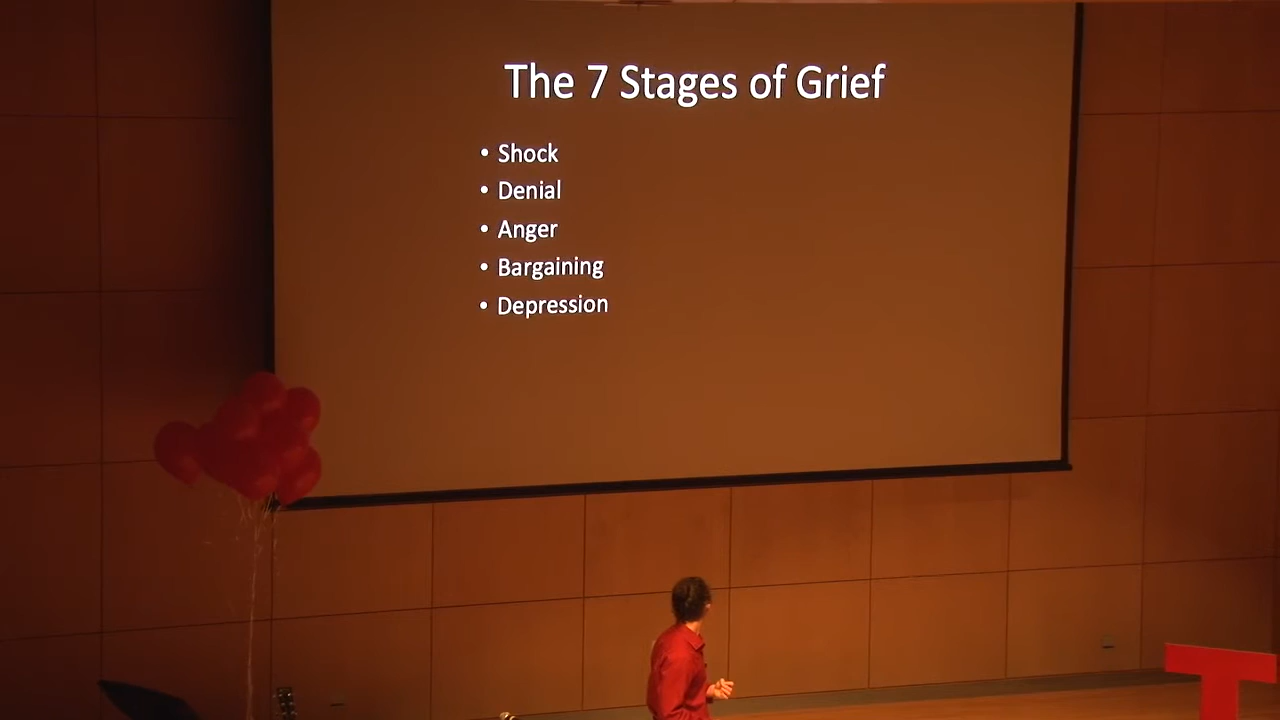 The 7 Stages of Grief
• Shock
• Denial
• Anger
• Bargaining
• Depression
T